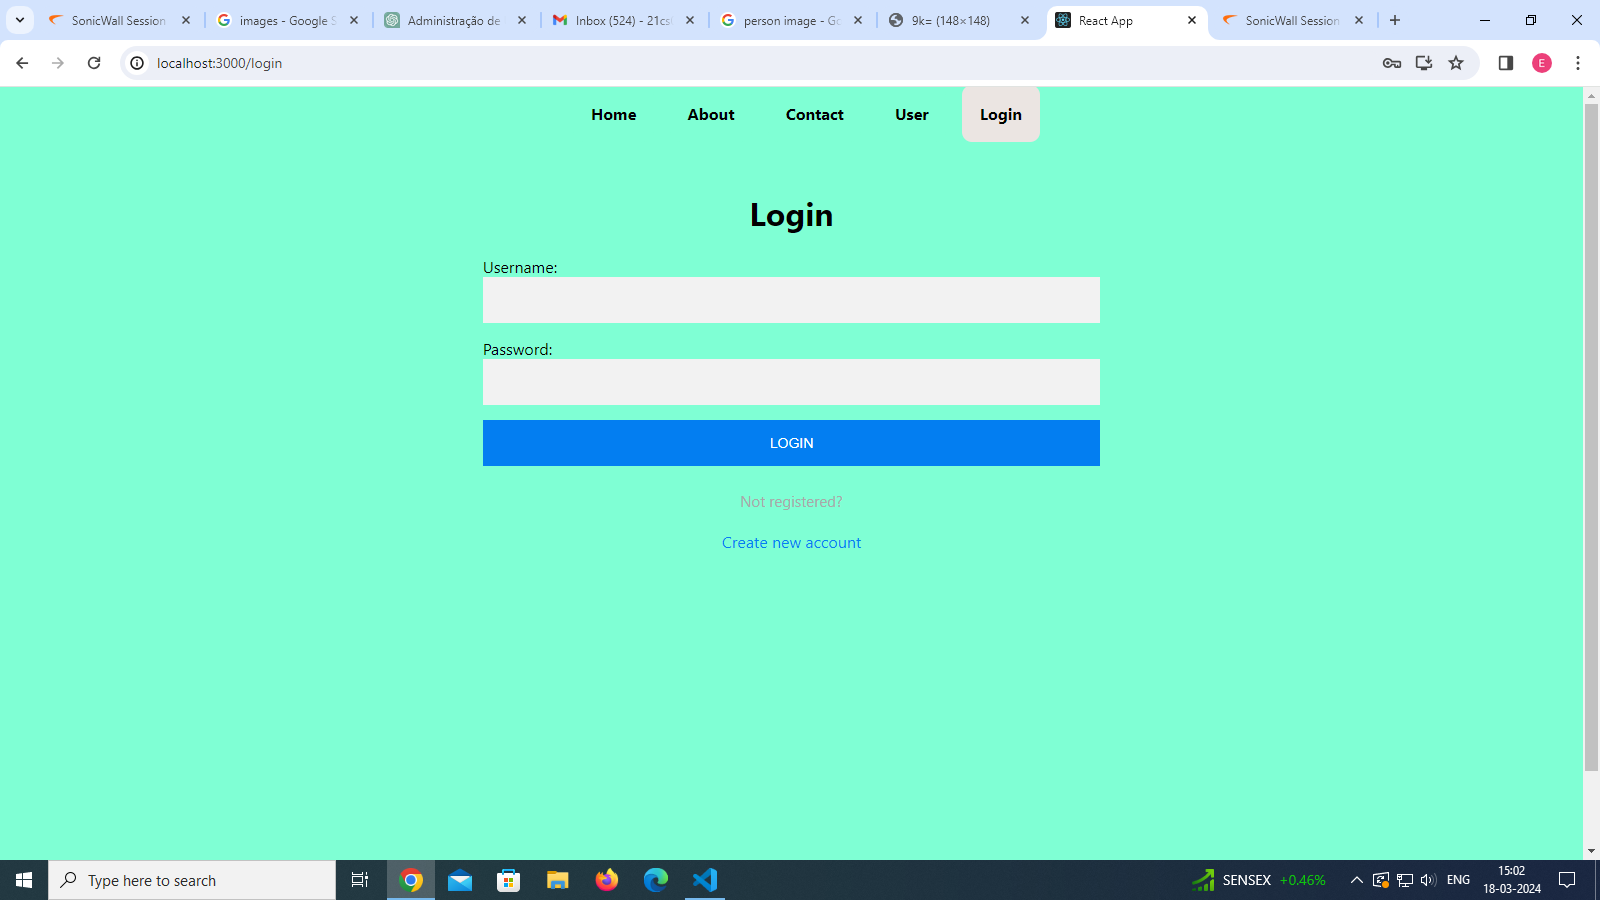 SonicWall Session
images - Google S
Administração de
Inbox (524) - 21cs
person image - Go
9k= (148×148)
React App
SonicWall Session
localhost:3000/login
E
Home About Contact User Login
Login
Username:
Password:
LOGIN
Not registered?
Create new account
Type here to search
SENSEX +0.46%
ENG
15:02
18-03-2024